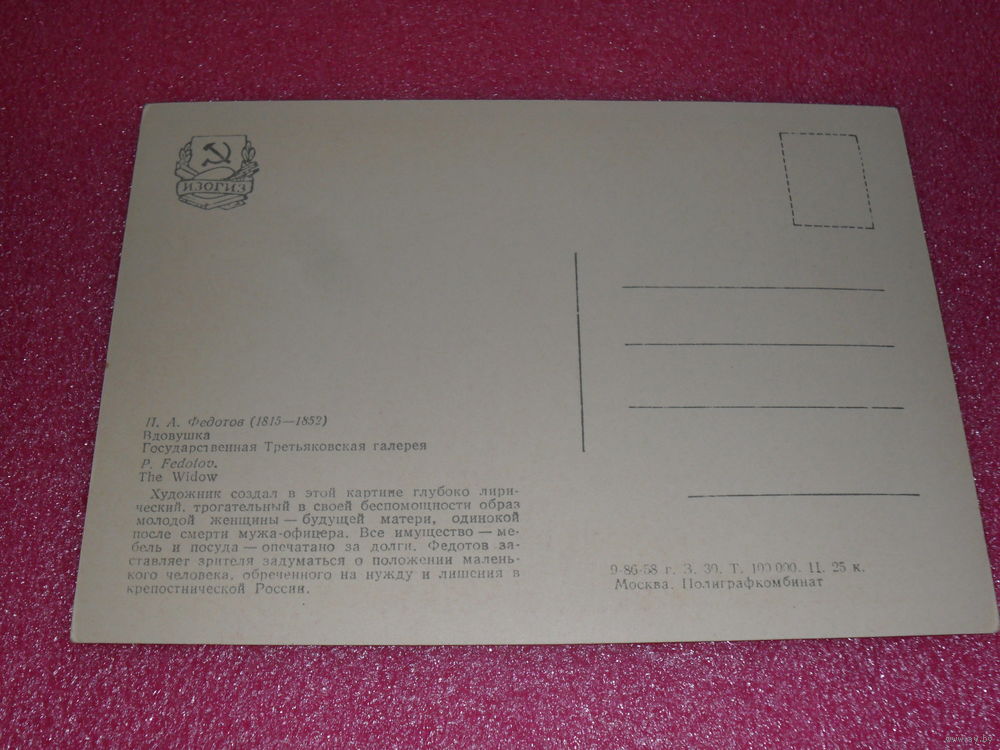 ИЗОГИЗ
П. А. Федотов (1815—1852)
Вдовушка
Государственная Третьяковская галерея
P. Fedotov.
The Widow
Художник создал в этой картине глубоко лири-
ческий, трогательный в своей беспомощности образ
молодой женщины — будущей матери, одинокой
после смерти мужа-офицера. Все имущество — ме-
бель и посуда — опечатано за долги. Федотов за-
ставляет зрителя задуматься о положении малень-
кого человека, обреченного на нужду и лишения в
крепостнической России.
9-86-58 г. З. 30. Т. 100 000. Ц. 25 к.
Москва. Полиграфкомбинат
www.ay.by